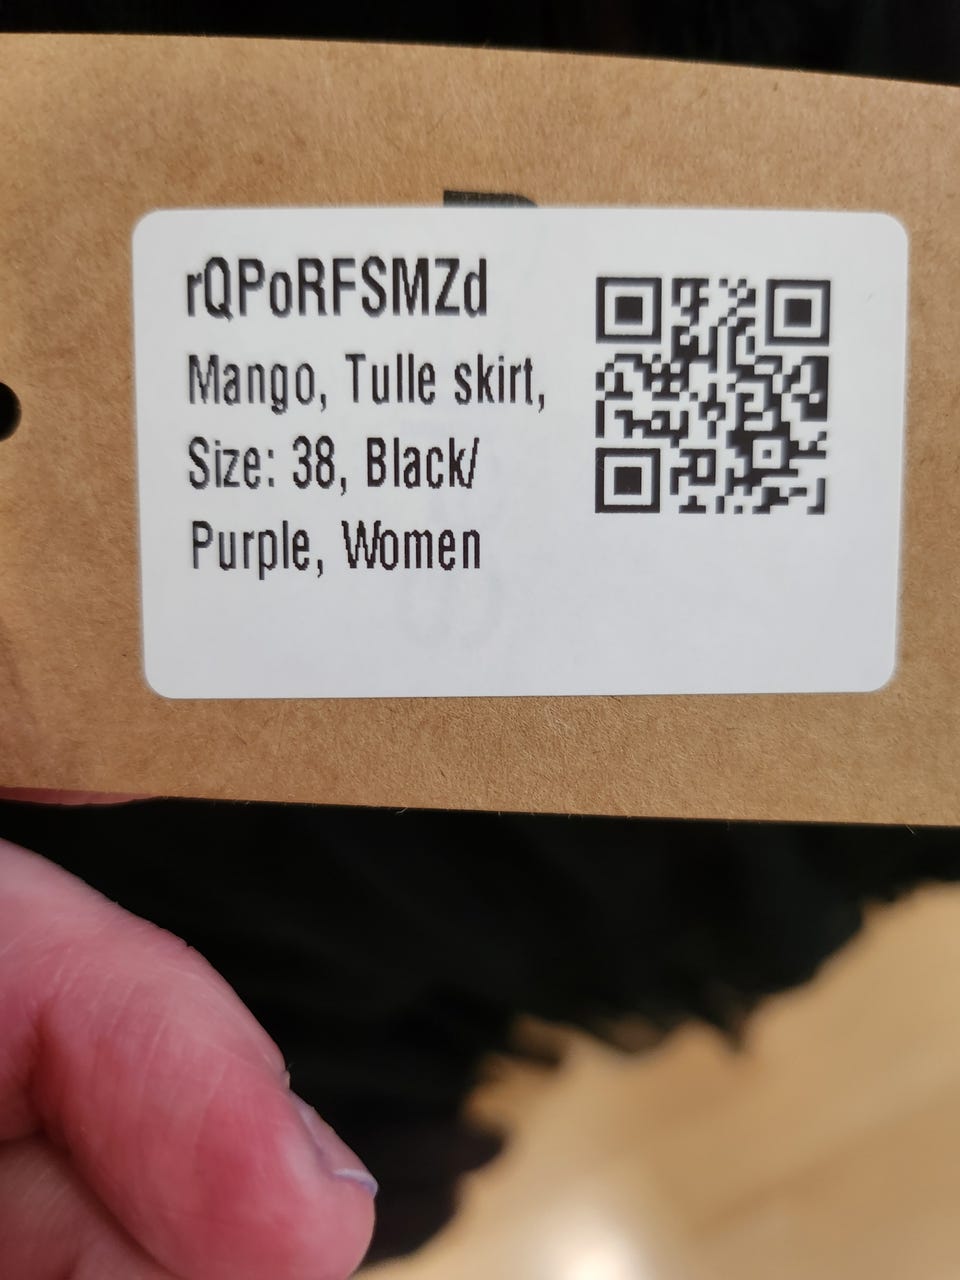 rQPoRFSMZd
Mango, Tulle skirt,
Size: 38, Black/
Purple, Women